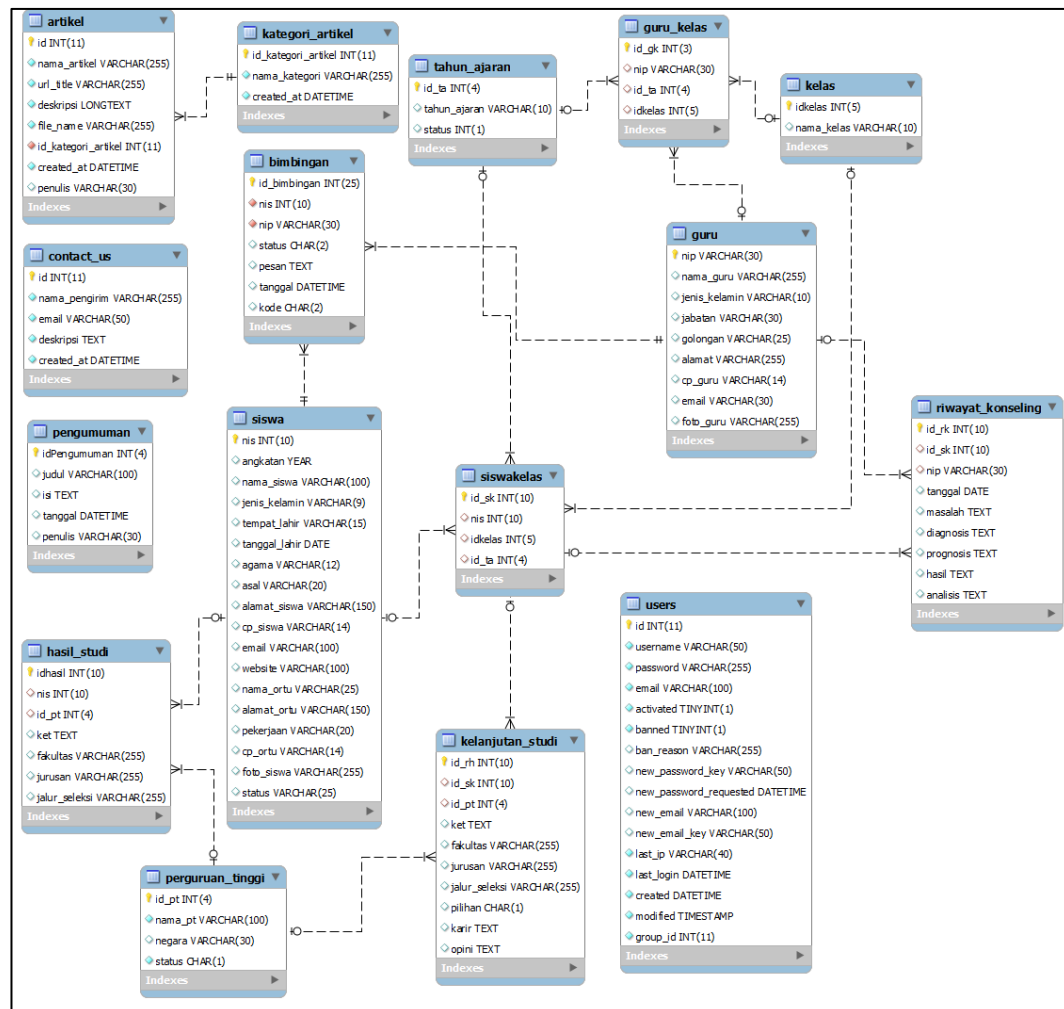 artikel
id INT(11)
nama_artikel VARCHAR(255)
url_title VARCHAR(255)
deskripsi LONGTEXT
file_name VARCHAR(255)
id_kategori_artikel INT(11)
created_at DATETIME
penulis VARCHAR(30)
Indexes
kategori_artikel
id_kategori_artikel INT(11)
nama_kategori VARCHAR(255)
created_at DATETIME
Indexes
tahun_ajaran
id_ta INT(4)
tahun_ajaran VARCHAR(10)
status INT(1)
Indexes
guru_kelas
id_gk INT(3)
nip VARCHAR(30)
id_ta INT(4)
idkelas INT(5)
Indexes
kelas
idkelas INT(5)
nama_kelas VARCHAR(10)
Indexes
bimbingan
id_bimbingan INT(25)
nis INT(10)
nip VARCHAR(30)
status CHAR(2)
pesan TEXT
tanggal DATETIME
kode CHAR(2)
Indexes
contact_us
id INT(11)
nama_pengirim VARCHAR(255)
email VARCHAR(50)
deskripsi TEXT
created_at DATETIME
Indexes
guru
nip VARCHAR(30)
nama_guru VARCHAR(255)
jenis_kelamin VARCHAR(10)
jabatan VARCHAR(30)
golongan VARCHAR(25)
alamat VARCHAR(255)
cp_guru VARCHAR(14)
email VARCHAR(30)
foto_guru VARCHAR(255)
Indexes
pengumuman
idPengumuman INT(4)
judul VARCHAR(100)
isi TEXT
tanggal DATETIME
penulis VARCHAR(30)
Indexes
siswa
nis INT(10)
angkatan YEAR
nama_siswa VARCHAR(100)
jenis_kelamin VARCHAR(9)
tempat_lahir VARCHAR(15)
tanggal_lahir DATE
agama VARCHAR(12)
asal VARCHAR(20)
alamat_siswa VARCHAR(150)
cp_siswa VARCHAR(14)
email VARCHAR(100)
website VARCHAR(100)
nama_ortu VARCHAR(25)
alamat_ortu VARCHAR(150)
pekerjaan VARCHAR(20)
cp_ortu VARCHAR(14)
foto_siswa VARCHAR(255)
status VARCHAR(25)
Indexes
siswakelas
id_sk INT(10)
nis INT(10)
idkelas INT(5)
id_ta INT(4)
Indexes
riwayat_konseling
id_rk INT(10)
id_sk INT(10)
nip VARCHAR(30)
tanggal DATE
masalah TEXT
diagnosis TEXT
prognosis TEXT
hasil TEXT
analisis TEXT
Indexes
hasil_studi
idhasil INT(10)
nis INT(10)
id_pt INT(4)
ket TEXT
fakultas VARCHAR(255)
jurusan VARCHAR(255)
jalur_seleksi VARCHAR(255)
Indexes
kelanjutan_studi
id_rh INT(10)
id_sk INT(10)
id_pt INT(4)
ket TEXT
fakultas VARCHAR(255)
jurusan VARCHAR(255)
jalur_seleksi VARCHAR(255)
pilihan CHAR(1)
karir TEXT
opini TEXT
Indexes
users
id INT(11)
username VARCHAR(50)
password VARCHAR(255)
email VARCHAR(100)
activated TINYINT(1)
banned TINYINT(1)
ban_reason VARCHAR(255)
new_password_key VARCHAR(50)
new_password_requested DATETIME
new_email VARCHAR(100)
new_email_key VARCHAR(50)
last_ip VARCHAR(40)
last_login DATETIME
created DATETIME
modified TIMESTAMP
group_id INT(11)
Indexes
perguruan_tinggi
id_pt INT(4)
nama_pt VARCHAR(100)
negara VARCHAR(30)
status CHAR(1)
Indexes